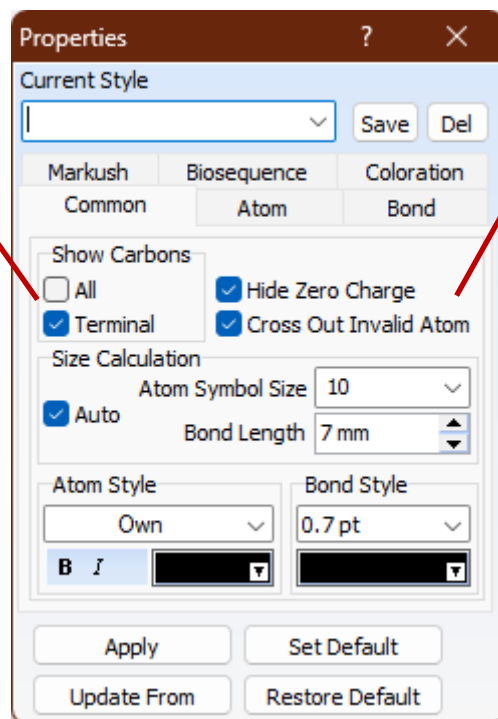 Properties ?
Current Style
Save Del
Markush Biosequence Coloration
Common Atom Bond
Show Carbons
All Hide Zero Charge
Terminal Cross Out Invalid Atom
Size Calculation
Atom Symbol Size 10
Auto
Bond Length 7 mm
Atom Style Bond Style
Own 0.7 pt
B I
Apply Set Default
Update From Restore Default